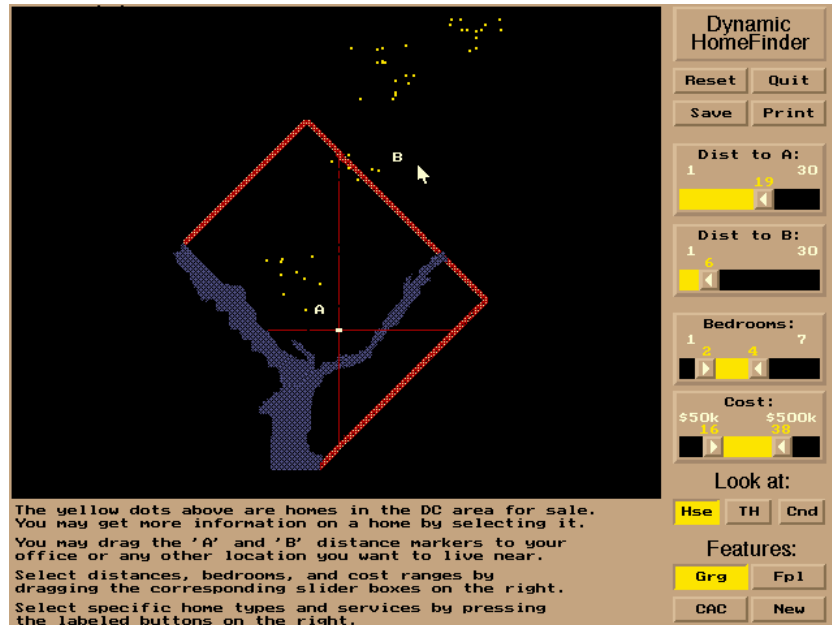 Dynamic
HomeFinder
Reset Quit
Save Print
Dist to A:
1 30
19
Dist to B:
1 30
6
Bedrooms:
1 7
2 4
Cost:
$50k $500k
16 38
Look at:
Hse TH Cnd
Features:
Grg Fpl
CAC New
B
A
The yellow dots above are homes in the DC area for sale.
You may get more information on a home by selecting it.
You may drag the 'A' and 'B' distance markers to your
office or any other location you want to live near.
Select distances, bedrooms, and cost ranges by
dragging the corresponding slider boxes on the right.
Select specific home types and services by pressing
the labeled buttons on the right.